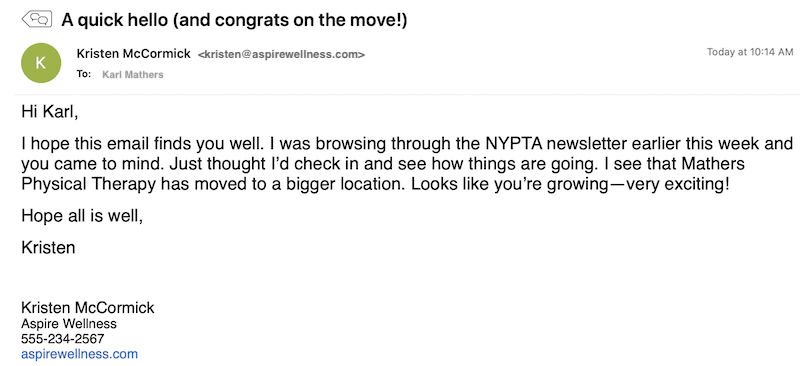 A quick hello (and congrats on the move!)
K
Kristen McCormick <kristen@aspirewellness.com>
Today at 10:14 AM
To: Karl Mathers
Hi Karl,
I hope this email finds you well. I was browsing through the NYPTA newsletter earlier this week and
you came to mind. Just thought I’d check in and see how things are going. I see that Mathers
Physical Therapy has moved to a bigger location. Looks like you’re growing—very exciting!
Hope all is well,
Kristen
Kristen McCormick
Aspire Wellness
555-234-2567
aspirewellness.com